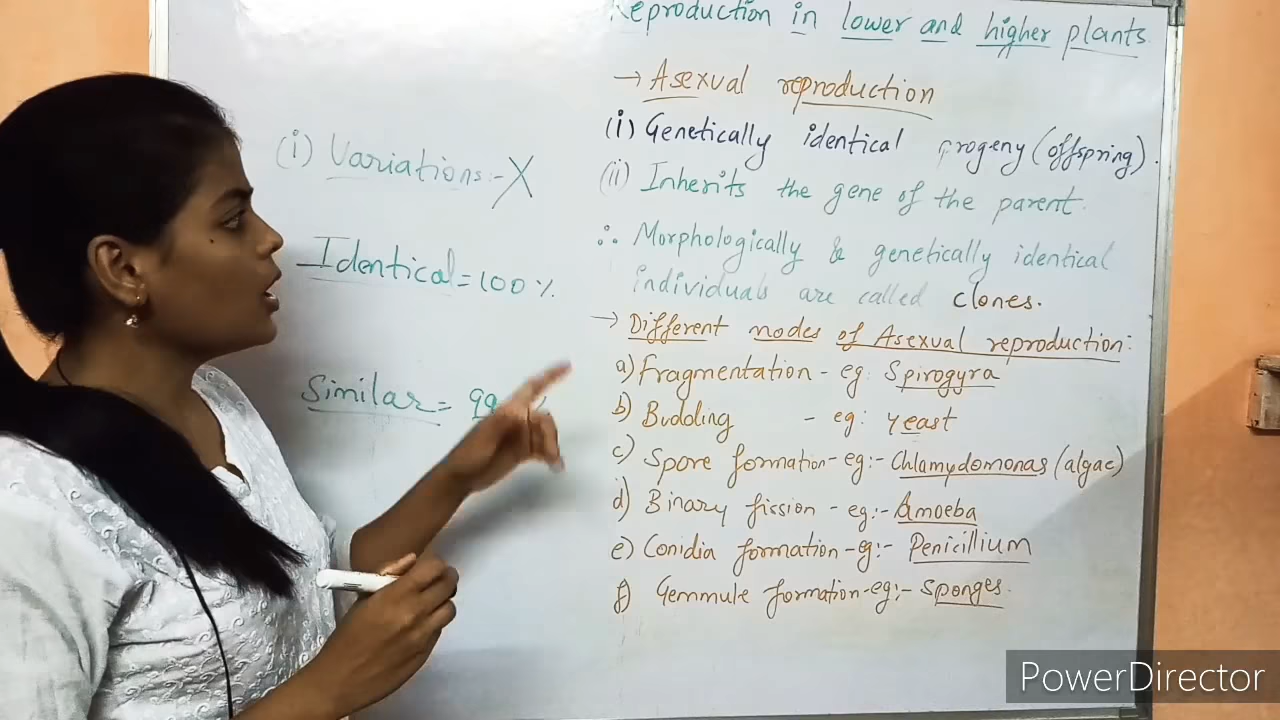 Reproduction in lower and higher plants
→ Asexual reproduction
(i) Genetically identical progeny (offspring).
(ii) Inherits the gene of the parent.
∴ Morphologically & genetically identical
individuals are called clones.
→ Different modes of Asexual reproduction:
a) Fragmentation - eg: Spirogyra
b) Budding - eg: Yeast
c) Spore formation - eg:- Chlamydomonas (algae)
d) Binary fission - eg:- Amoeba
e) Conidia formation - eg:- Penicillium
f) Gemmule formation - eg:- Sponges.
(i) Variations:- X
Identical = 100%.
Similar = 99
PowerDirector